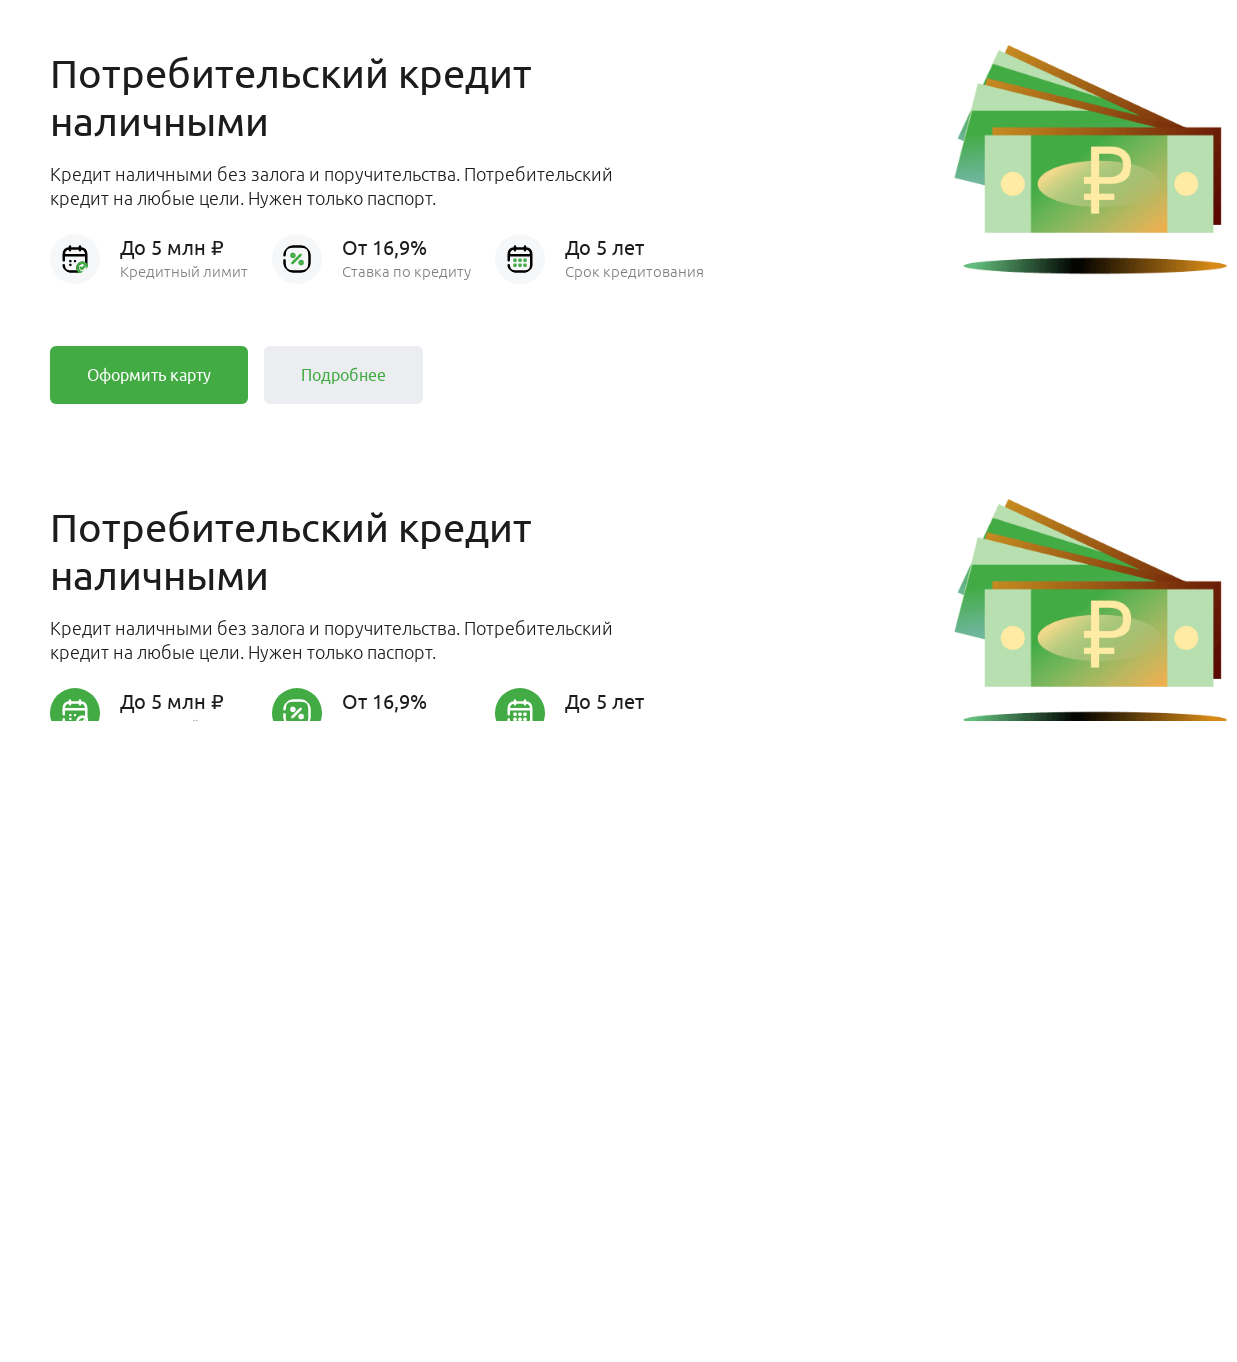 Потребительский кредит
наличными
Кредит наличными без залога и поручительства. Потребительский
кредит на любые цели. Нужен только паспорт.
До 5 млн ₽
Кредитный лимит
От 16,9%
Ставка по кредиту
До 5 лет
Срок кредитования
Оформить карту
Подробнее
Потребительский кредит
наличными
Кредит наличными без залога и поручительства. Потребительский
кредит на любые цели. Нужен только паспорт.
До 5 млн ₽
От 16,9%
До 5 лет